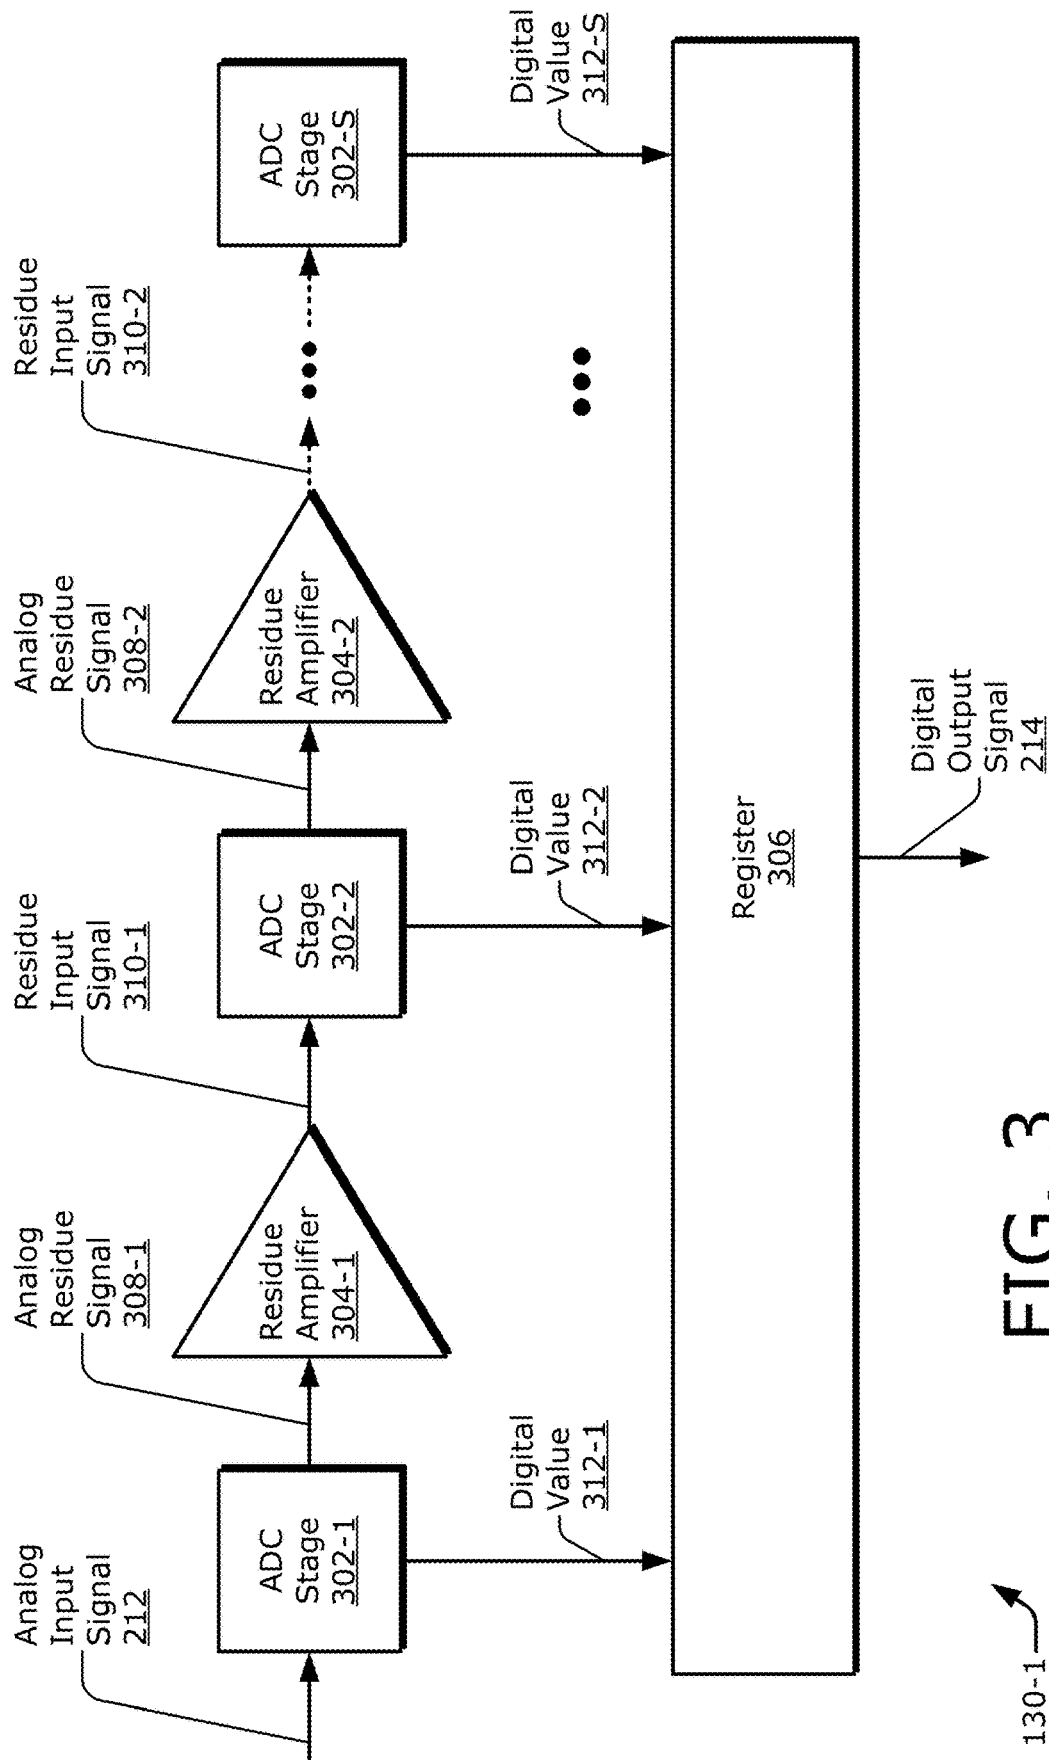 Analog
Input
Signal
212
Analog
Residue
Signal
308-1
Residue
Input
Signal
310-1
Analog
Residue
Signal
308-2
Residue
Input
Signal
310-2
ADC
Stage
302-1
Residue
Amplifier
304-1
ADC
Stage
302-2
Residue
Amplifier
304-2
ADC
Stage
302-S
Digital
Value
312-1
Digital
Value
312-2
Digital
Value
312-S
Register
306
Digital
Output
Signal
214
130-1
FIG. 3